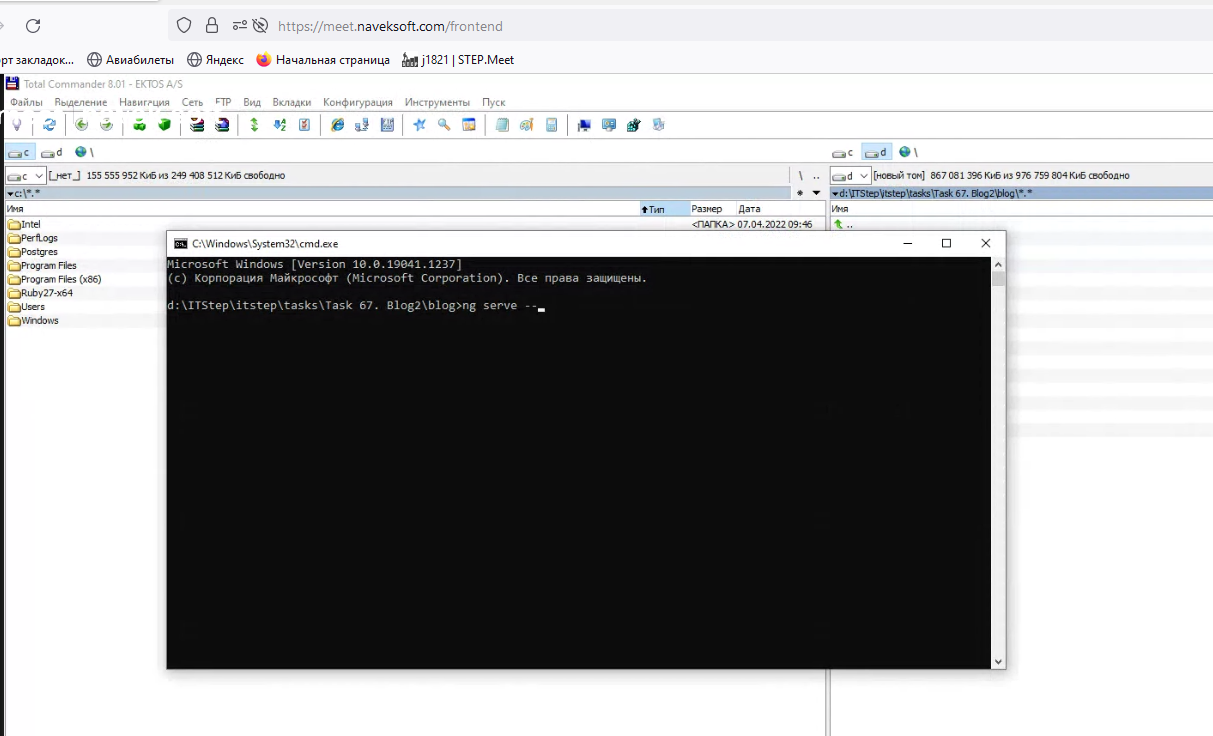 https://meet.naveksoft.com/frontend
рт закладок... Авиабилеты Яндекс Начальная страница j1821 | STEP.Meet
Total Commander 8.01 - EKTOS A/S
Файлы Выделение Навигация Сеть FTP Вид Вкладки Конфигурация Инструменты Пуск
c d \ c d \
c [_нет_] 155 555 952 КиБ из 249 408 512 КиБ свободно \ .. d [новый том] 867 081 396 КиБ из 976 759 804 КиБ свободно
c:\*.* * d:\ITStep\itstep\tasks\Task 67. Blog2\blog\*.*
Имя Тип Размер Дата Имя
Intel <ПАПКА> 07.04.2022 09:46 ..
PerfLogs
Postgres
Program Files
Program Files (x86)
Ruby27-x64
Users
Windows
C:\Windows\System32\cmd.exe
Microsoft Windows [Version 10.0.19041.1237]
(c) Корпорация Майкрософт (Microsoft Corporation). Все права защищены.
d:\ITStep\itstep\tasks\Task 67. Blog2\blog>ng serve --